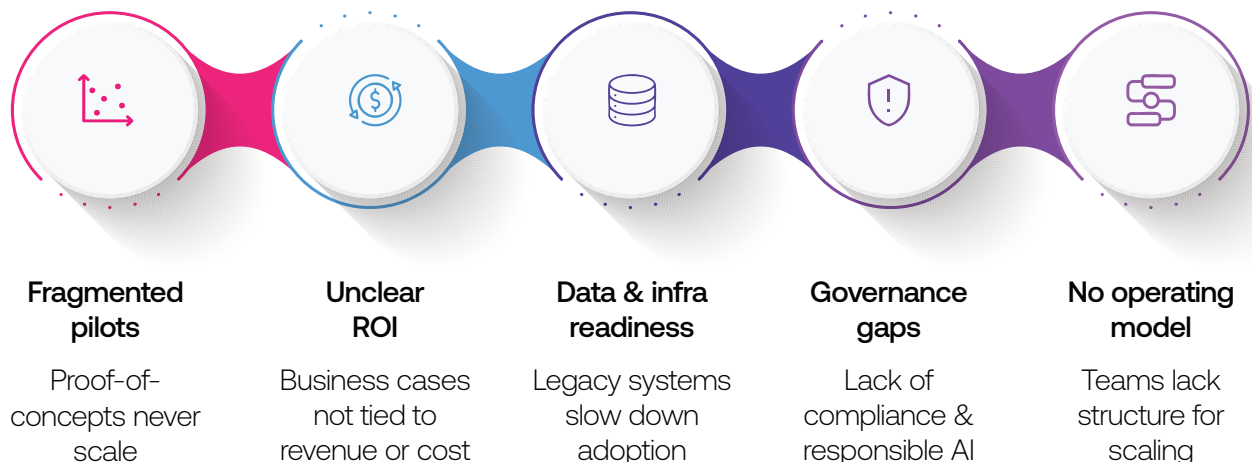 Fragmented
pilots
Proof-of-
concepts never
scale
Unclear
ROI
Business cases
not tied to
revenue or cost
Data & infra
readiness
Legacy systems
slow down
adoption
Governance
gaps
Lack of
compliance &
responsible AI
No operating
model
Teams lack
structure for
scaling